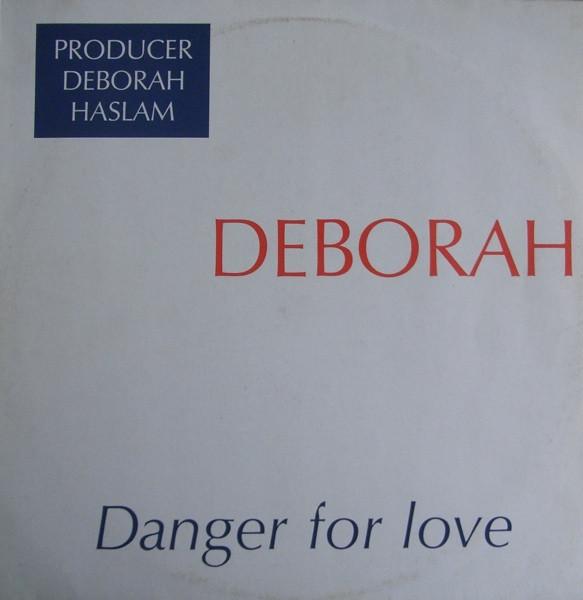 PRODUCER
DEBORAH
HASLAM
DEBORAH
Danger for love